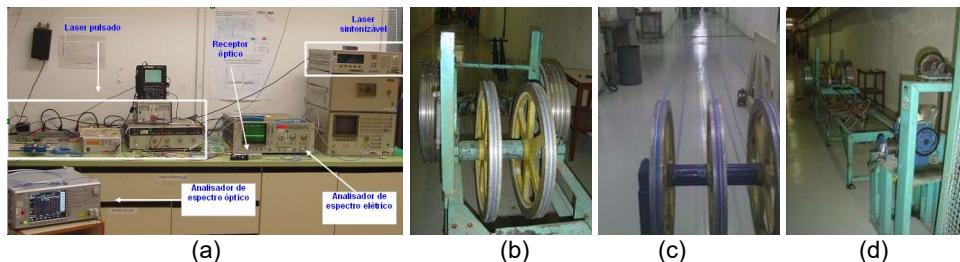 Laser pulsado
Receptor
óptico
Laser
sintonizável
Analisador de
espectro óptico
Analisador de
espectro elétrico
(a)
(b)
(c)
(d)